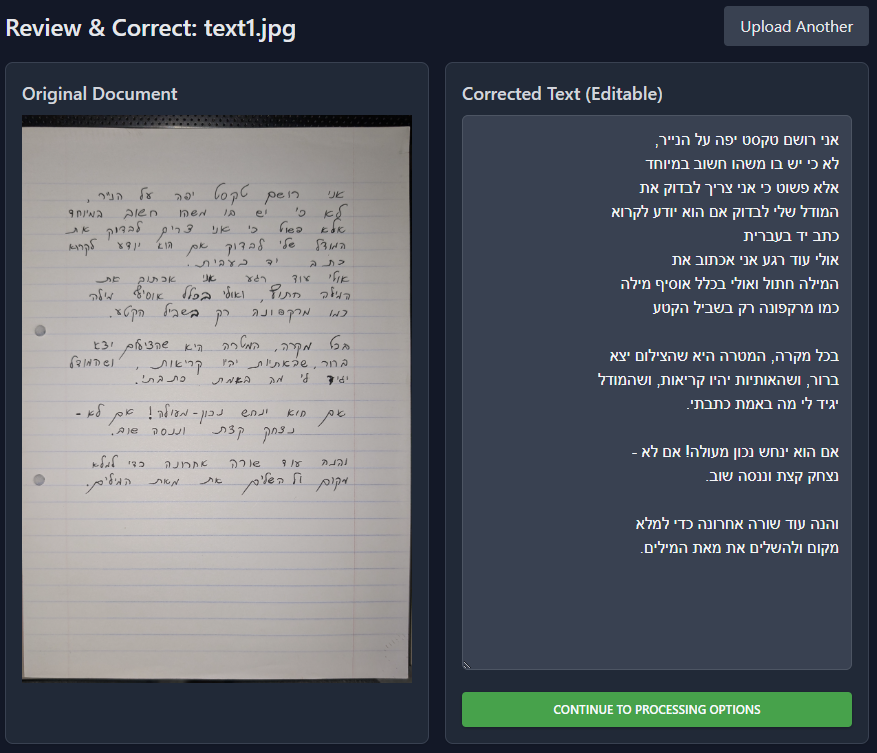 Review & Correct: text1.jpg
Upload Another
Original Document
אני רושם טקסט יפה על הנייר,
לא כי יש בו משהו חשוב במיוחד
אלא פשוט כי אני צריך לבדוק את
המודל שלי לבדוק אם הוא יודע לקרוא
כתב יד בעברית.
אולי עוד רגע אני אכתוב את
המילה חתול, ואולי בכלל אוסיף מילה
כמו מרקפונה רק בשביל הקטע.
בכל מקרה, המטרה היא שהצילום יצא
ברור, שהאותיות יהיו קריאות, ושהמודל
יגיד לי מה באמת כתבתי.
אם הוא ינחש נכון - מעולה! אם לא -
נצחק קצת וננסה שוב.
והנה עוד שורה אחרונה כדי למלא
מקום ולהשלים את מאת המילים.
Corrected Text (Editable)
אני רושם טקסט יפה על הנייר,
לא כי יש בו משהו חשוב במיוחד
אלא פשוט כי אני צריך לבדוק את
המודל שלי לבדוק אם הוא יודע לקרוא
כתב יד בעברית
אולי עוד רגע אני אכתוב את
המילה חתול ואולי בכלל אוסיף מילה
כמו מרקפונה רק בשביל הקטע
בכל מקרה, המטרה היא שהצילום יצא
ברור, ושהאותיות יהיו קריאות, ושהמודל
יגיד לי מה באמת כתבתי.
אם הוא ינחש נכון מעולה! אם לא -
נצחק קצת וננסה שוב.
והנה עוד שורה אחרונה כדי למלא
מקום ולהשלים את מאת המילים.
CONTINUE TO PROCESSING OPTIONS